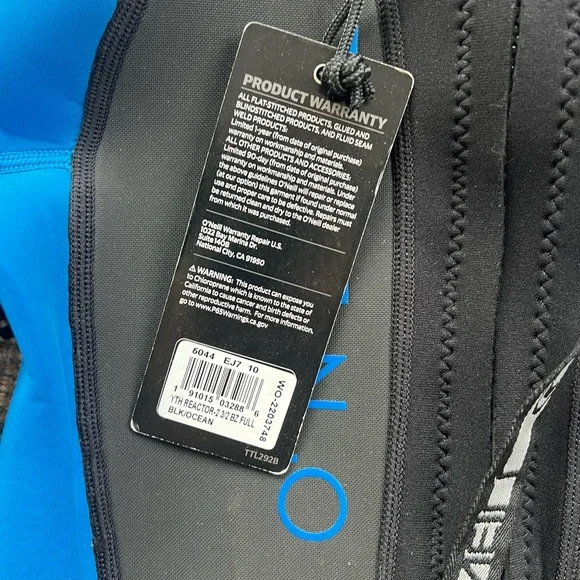 PRODUCT WARRANTY
ALL FLAT-STITCHED PRODUCTS, GLUED AND
BLINDSTITCHED PRODUCTS, AND FLUID SEAM
WELD PRODUCTS:
Limited 1-year (from date of original purchase)
warranty on workmanship and materials.
ALL OTHER PRODUCTS AND ACCESSORIES:
Limited 90-day (from date of original purchase)
warranty on workmanship and materials. Under
the above guidelines O'Neill will repair or replace
(at our option) this garment if found under normal
use and proper care to be defective. Repairs must
be returned clean and dry to the O'Neill dealer
from which it was purchased.
O'Neill Warranty Repair U.S.
1022 Bay Marina Dr.
Suite 140B
National City, CA 91950
⚠ WARNING: This product can expose you
to Chloroprene which is known to the state of
California to cause cancer and birth defects or
other reproductive harm. For more information,
go to www.P65Warnings.ca.gov
5044 EJ7 10
1 91015 03288 6
YTH REACTOR-2 3/2 BZ FULL
BLK/OCEAN
WO-2203748
TTL292B